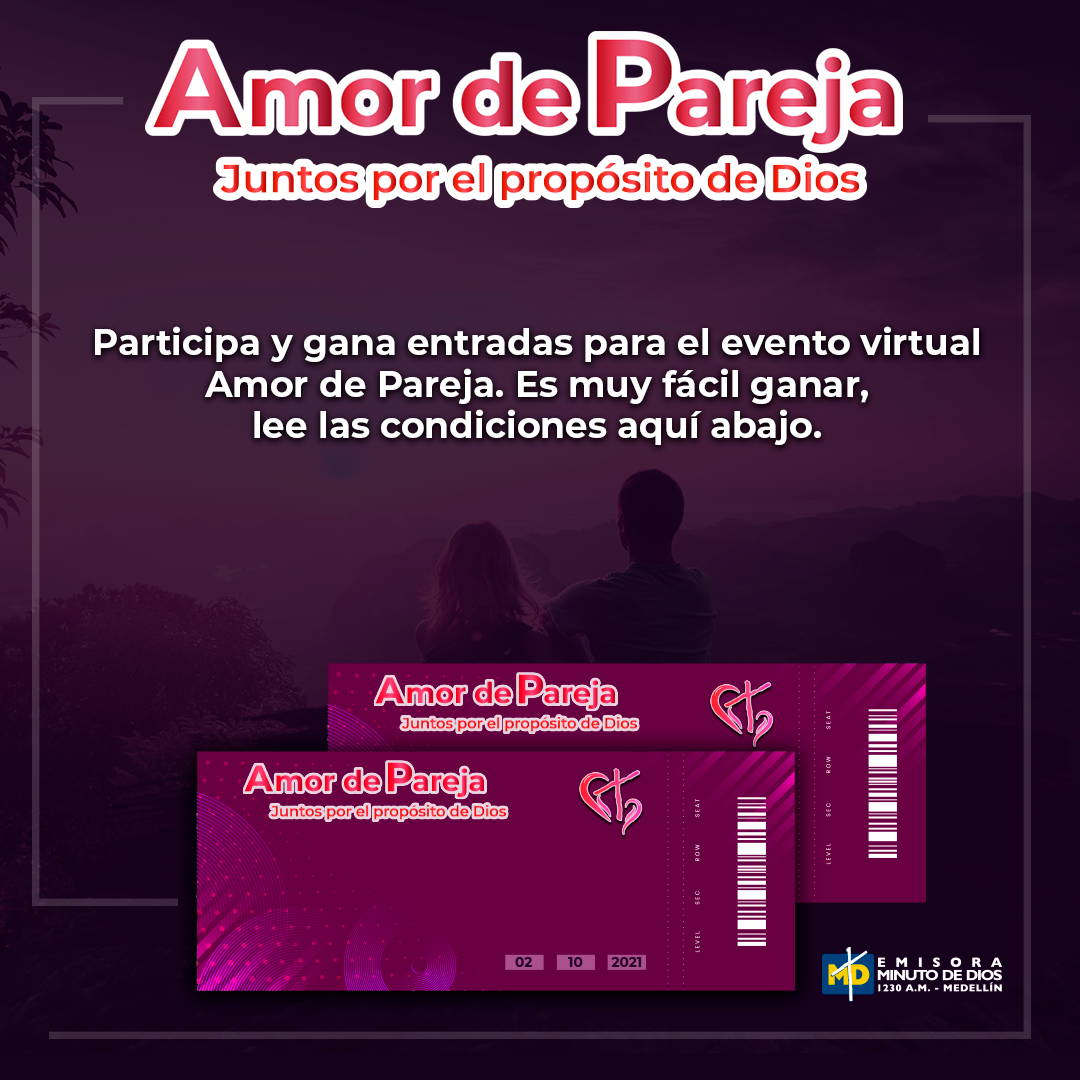 Amor de Pareja
Juntos por el propósito de Dios
Participa y gana entradas para el evento virtual
Amor de Pareja. Es muy fácil ganar,
lee las condiciones aquí abajo.
Amor de Pareja
Juntos por el propósito de Dios
LEVEL SEC ROW SEAT
Amor de Pareja
Juntos por el propósito de Dios
LEVEL SEC ROW SEAT
02 10 2021
MD
EMISORA
MINUTO DE DIOS
1230 A.M. - MEDELLÍN